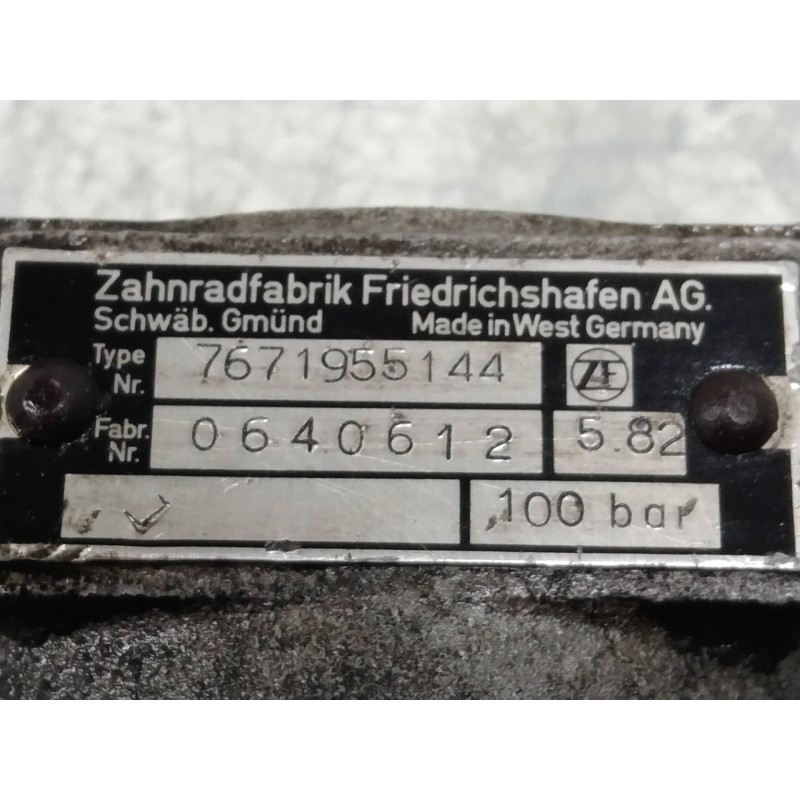 Zahnradfabrik Friedrichshafen AG.
Schwäb. Gmünd Made in West Germany
Type Nr. 7671955144 ZF
Fabr. Nr. 0640612 5.82
100 bar